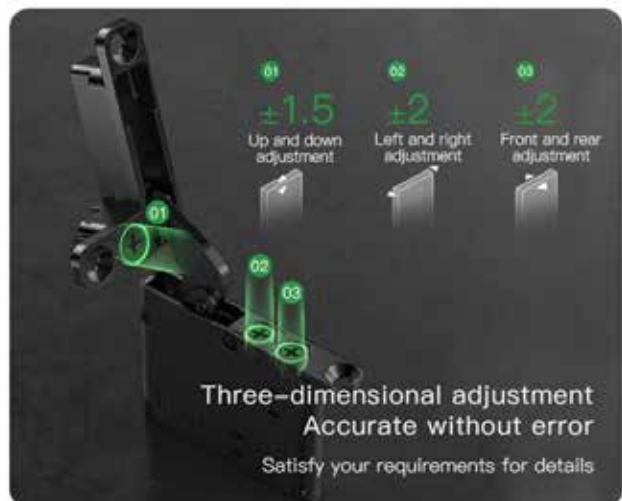 01
02
03
±1.5
±2
±2
Up and down
adjustment
Left and right
adjustment
Front and rear
adjustment
01
02
03
Three-dimensional adjustment
Accurate without error
Satisfy your requirements for details